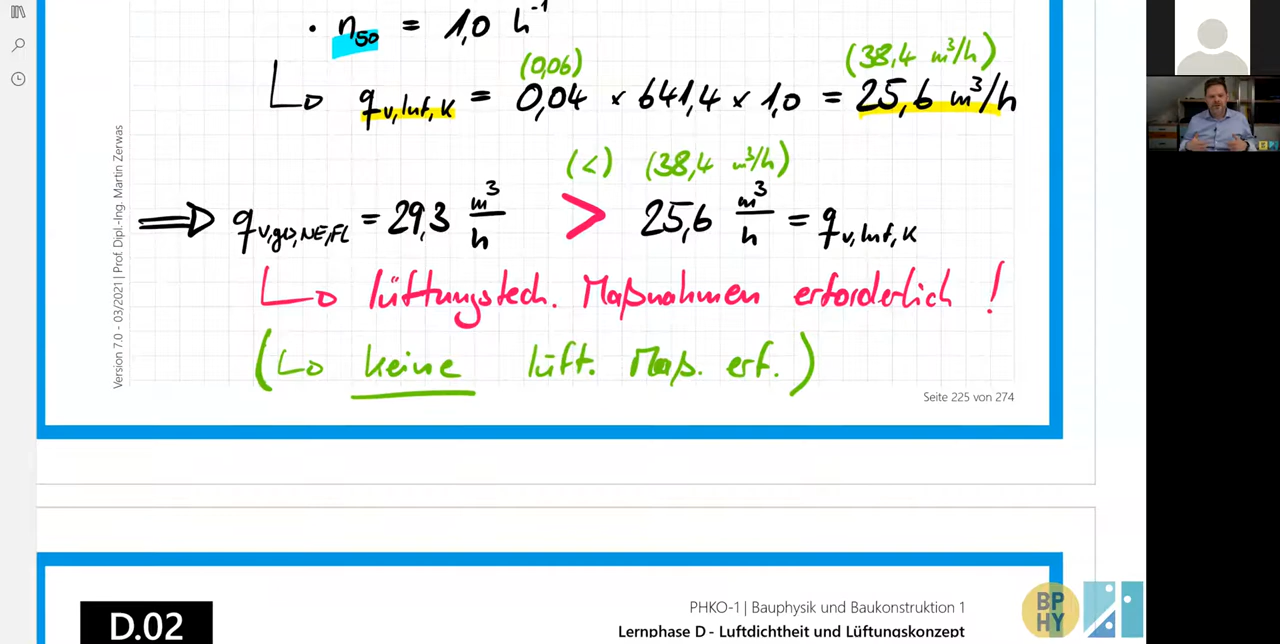 · n50 = 1,0 h⁻¹
(0,06) (38,4 m³/h)
↳ qv,Inf,K = 0,04 × 641,4 × 1,0 = 25,6 m³/h
(<) (38,4 m³/h)
⇒ qv,ges,NE,FL = 29,3 m³/h > 25,6 m³/h = qv,Inf,K
↳ lüftungstech. Maßnahmen erforderlich !
(↳ keine lüft. Maß. erf.)
Version 7.0 - 03/2021 | Prof. Dipl.-Ing. Martin Zerwas
Seite 225 von 274
D.02
PHKO-1 | Bauphysik und Baukonstruktion 1
Lernphase D - Luftdichtheit und Lüftungskonzept
BP
HY